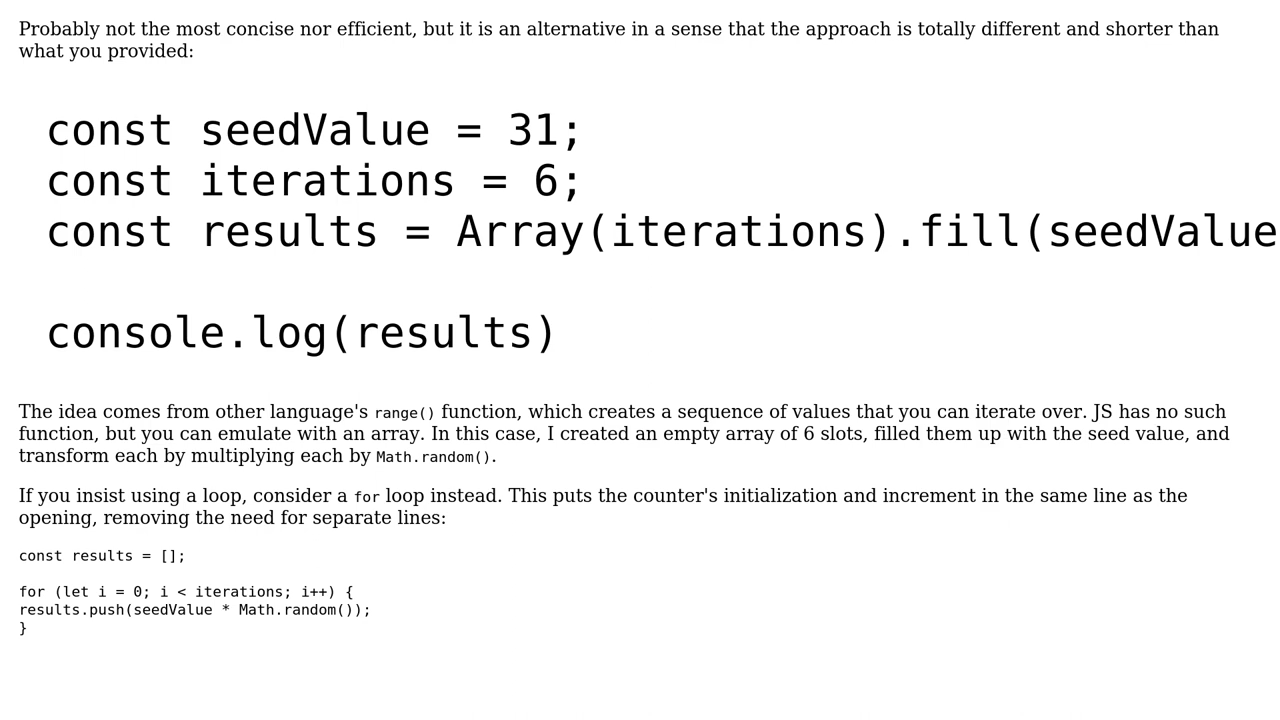 Probably not the most concise nor efficient, but it is an alternative in a sense that the approach is totally different and shorter than
what you provided:
const seedValue = 31;
const iterations = 6;
const results = Array(iterations).fill(seedValue
console.log(results)
The idea comes from other language's range() function, which creates a sequence of values that you can iterate over. JS has no such
function, but you can emulate with an array. In this case, I created an empty array of 6 slots, filled them up with the seed value, and
transform each by multiplying each by Math.random().
If you insist using a loop, consider a for loop instead. This puts the counter's initialization and increment in the same line as the
opening, removing the need for separate lines:
const results = [];
for (let i = 0; i < iterations; i++) {
results.push(seedValue * Math.random());
}